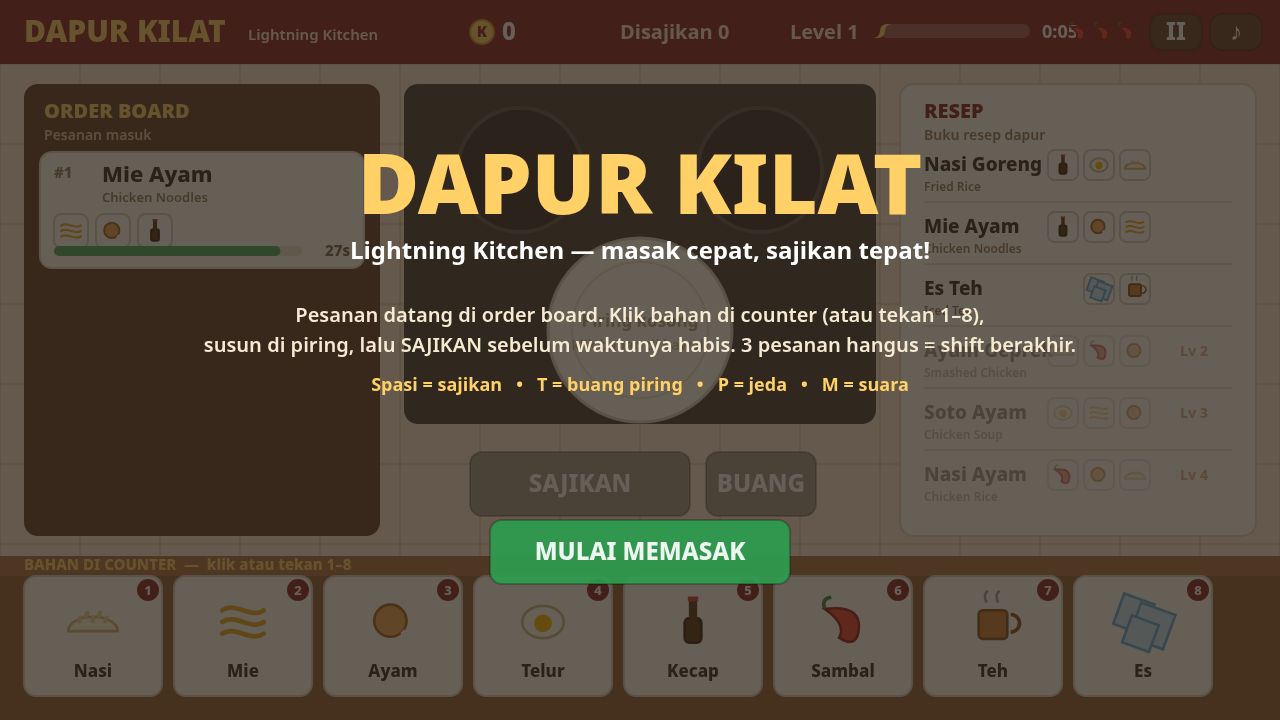 DAPUR KILAT Lightning Kitchen K 0 Disajikan 0 Level 1 0:05 II ♪
ORDER BOARD
Pesanan masuk
#1 Mie Ayam
Chicken Noodles
27s
DAPUR KILAT
Lightning Kitchen — masak cepat, sajikan tepat!
Pesanan datang di order board. Klik bahan di counter (atau tekan 1–8),
susun di piring, lalu SAJIKAN sebelum waktunya habis. 3 pesanan hangus = shift berakhir.
Spasi = sajikan • T = buang piring • P = jeda • M = suara
Piring kosong
SAJIKAN BUANG
MULAI MEMASAK
RESEP
Buku resep dapur
Nasi Goreng
Fried Rice
Mie Ayam
Chicken Noodles
Es Teh
Ayam Geprek Lv 2
Smashed Chicken
Soto Ayam Lv 3
Chicken Soup
Nasi Ayam Lv 4
Chicken Rice
BAHAN DI COUNTER — klik atau tekan 1–8
1 2 3 4 5 6 7 8
Nasi Mie Ayam Telur Kecap Sambal Teh Es